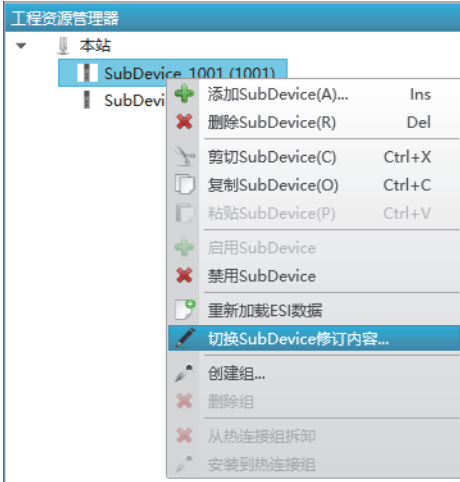 工程资源管理器
本站
SubDevice_1001 (1001)
SubDevi
添加SubDevice(A)... Ins
删除SubDevice(R) Del
剪切SubDevice(C) Ctrl+X
复制SubDevice(O) Ctrl+C
粘贴SubDevice(P) Ctrl+V
启用SubDevice
禁用SubDevice
重新加载ESI数据
切换SubDevice修订内容...
创建组...
删除组
从热连接组拆卸
安装到热连接组